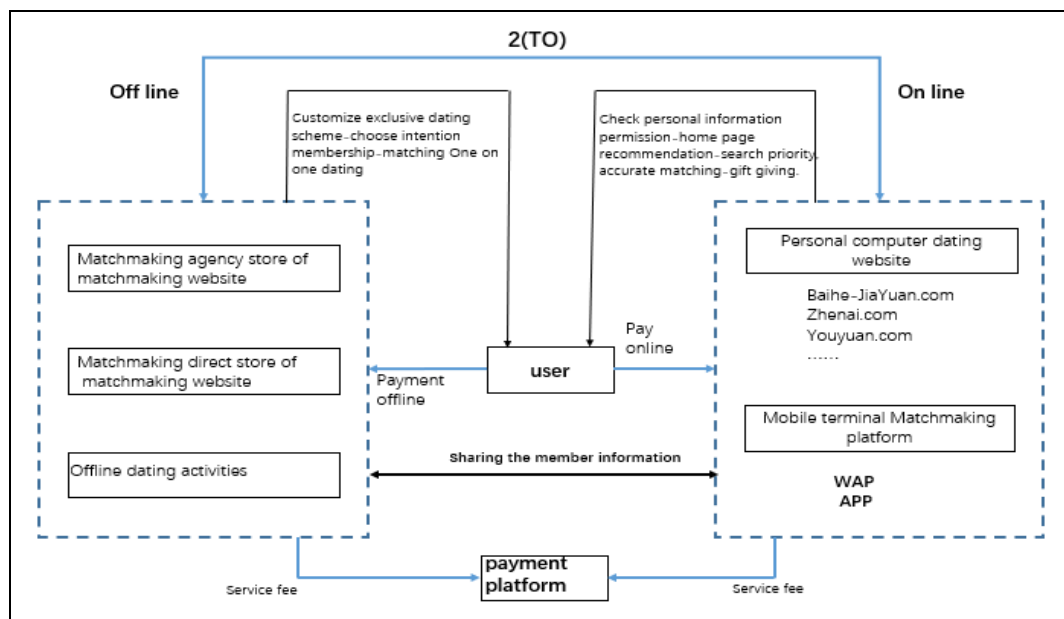 2(TO)
Off line
On line
Customize exclusive dating
scheme-choose intention
membership-matching One on
one dating
Check personal information
permission-home page
recommendation-search priority,
accurate matching-gift giving.
Matchmaking agency store of
matchmaking website
Matchmaking direct store of
matchmaking website
Offline dating activities
Payment
offline
user
Pay
online
Personal computer dating
website
Baihe-JiaYuan.com
Zhenai.com
Youyuan.com
......
Mobile terminal Matchmaking
platform
WAP
APP
Sharing the member information
Service fee
payment
platform
Service fee